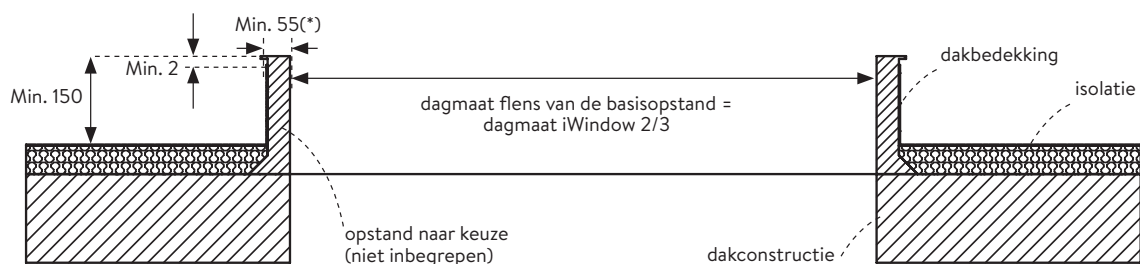 Min. 55(*)
Min. 2
Min. 150
dagmaat flens van de basisopstand =
dagmaat iWindow 2/3
dakbedekking
isolatie
opstand naar keuze
(niet inbegrepen)
dakconstructie